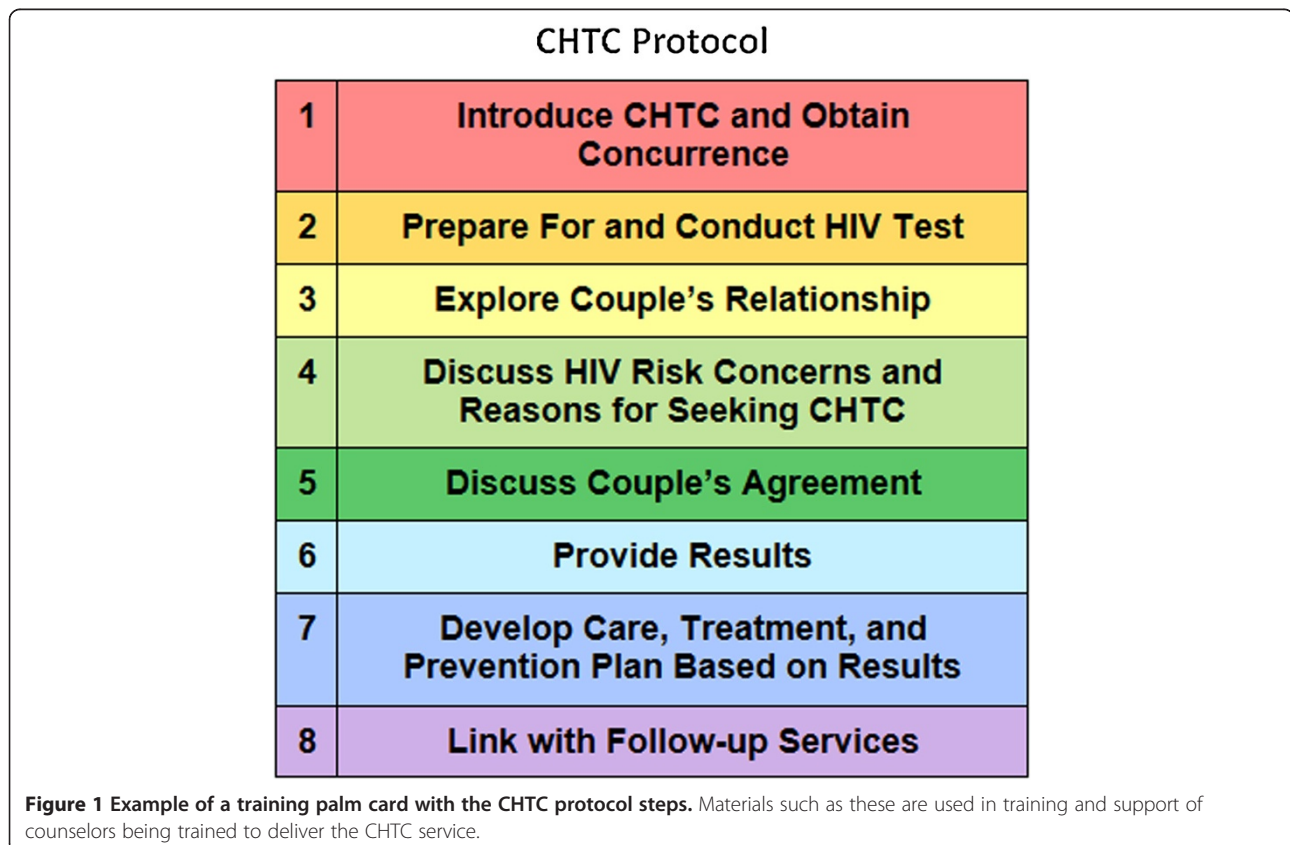 CHTC Protocol
1 Introduce CHTC and Obtain
Concurrence
2 Prepare For and Conduct HIV Test
3 Explore Couple's Relationship
4 Discuss HIV Risk Concerns and
Reasons for Seeking CHTC
5 Discuss Couple's Agreement
6 Provide Results
7 Develop Care, Treatment, and
Prevention Plan Based on Results
8 Link with Follow-up Services
Figure 1 Example of a training palm card with the CHTC protocol steps. Materials such as these are used in training and support of
counselors being trained to deliver the CHTC service.